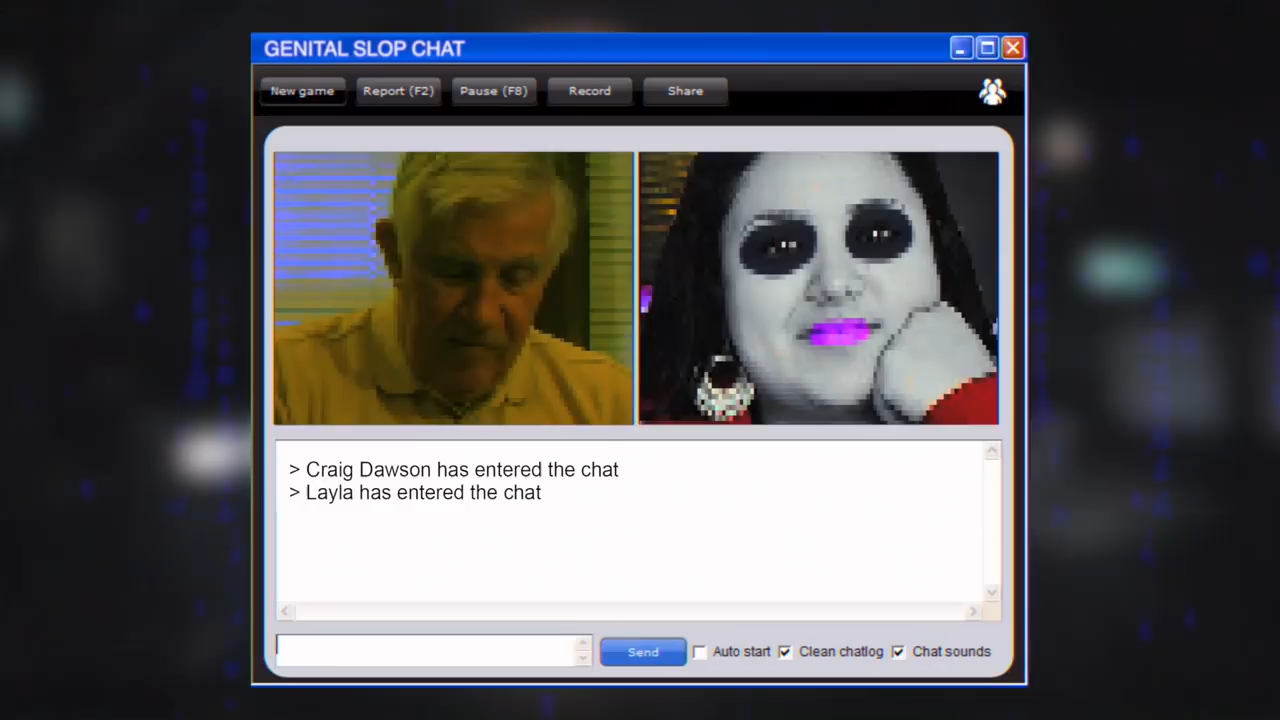 GENITAL SLOP CHAT
New game Report (F2) Pause (F8) Record Share
> Craig Dawson has entered the chat
> Layla has entered the chat
Send Auto start Clean chatlog Chat sounds